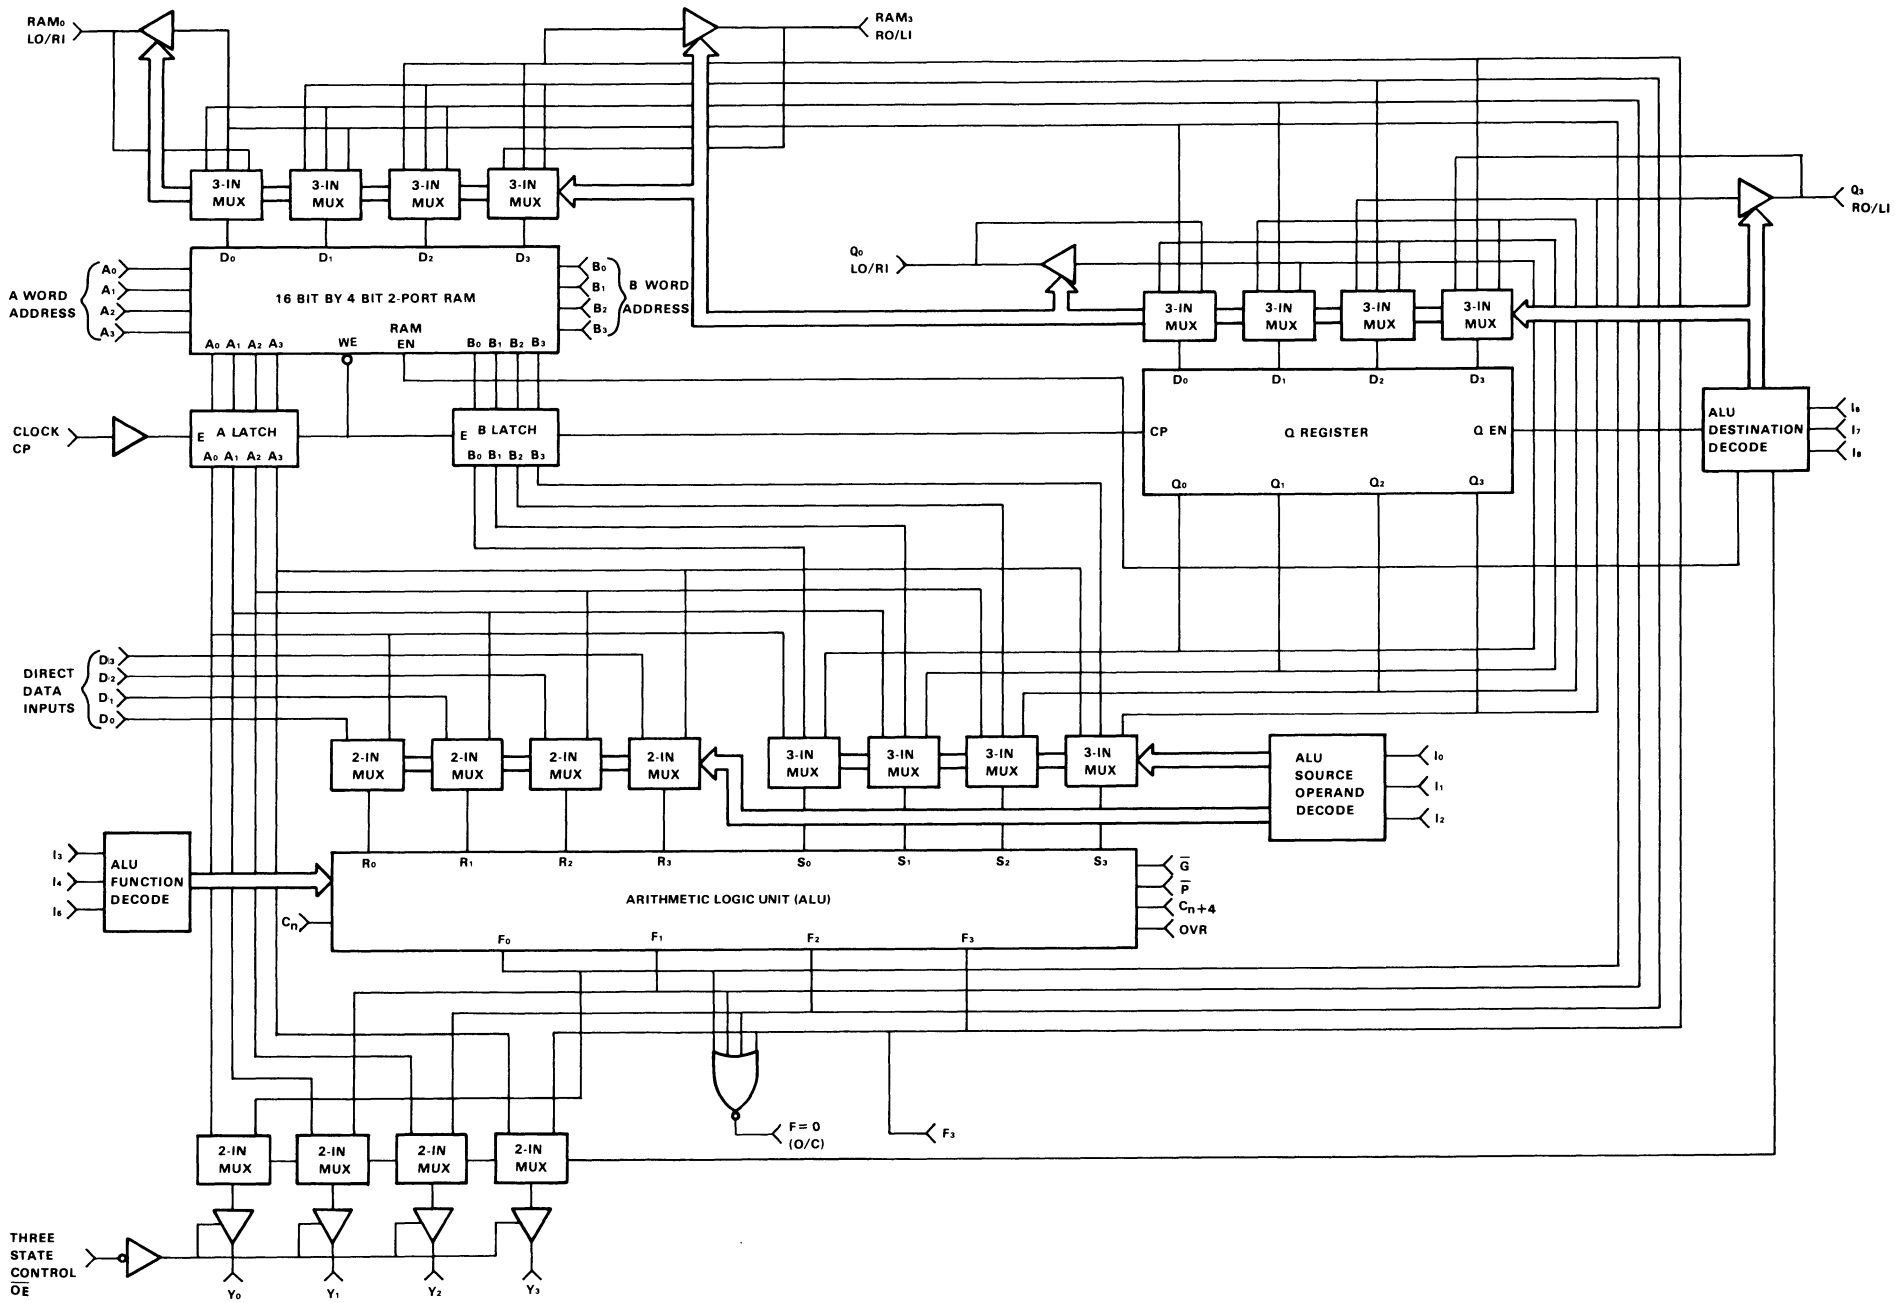 RAM₀
LO/RI
RAM₃
RO/LI
3-IN
MUX
3-IN
MUX
3-IN
MUX
3-IN
MUX
Q₃
RO/LI
Q₀
LO/RI
D₀ D₁ D₂ D₃
A WORD
ADDRESS
A₀
A₁
A₂
A₃
16 BIT BY 4 BIT 2-PORT RAM
B₀
B₁
B₂
B₃
B WORD
ADDRESS
RAM
EN
WE
A₀ A₁ A₂ A₃
B₀ B₁ B₂ B₃
3-IN
MUX
3-IN
MUX
3-IN
MUX
3-IN
MUX
D₀ D₁ D₂ D₃
CLOCK
CP
E A LATCH
A₀ A₁ A₂ A₃
E B LATCH
B₀ B₁ B₂ B₃
CP Q REGISTER Q EN
Q₀ Q₁ Q₂ Q₃
ALU
DESTINATION
DECODE
I₆
I₇
I₈
DIRECT
DATA
INPUTS
D₃
D₂
D₁
D₀
2-IN
MUX
2-IN
MUX
2-IN
MUX
2-IN
MUX
3-IN
MUX
3-IN
MUX
3-IN
MUX
3-IN
MUX
ALU
SOURCE
OPERAND
DECODE
I₀
I₁
I₂
I₃
I₄
I₅
ALU
FUNCTION
DECODE
R₀ R₁ R₂ R₃ S₀ S₁ S₂ S₃
ARITHMETIC LOGIC UNIT (ALU)
Cn
G̅
P̅
Cn+4
OVR
F₀ F₁ F₂ F₃
F=0
(O/C)
F₃
2-IN
MUX
2-IN
MUX
2-IN
MUX
2-IN
MUX
THREE
STATE
CONTROL
O̅E̅
Y₀ Y₁ Y₂ Y₃